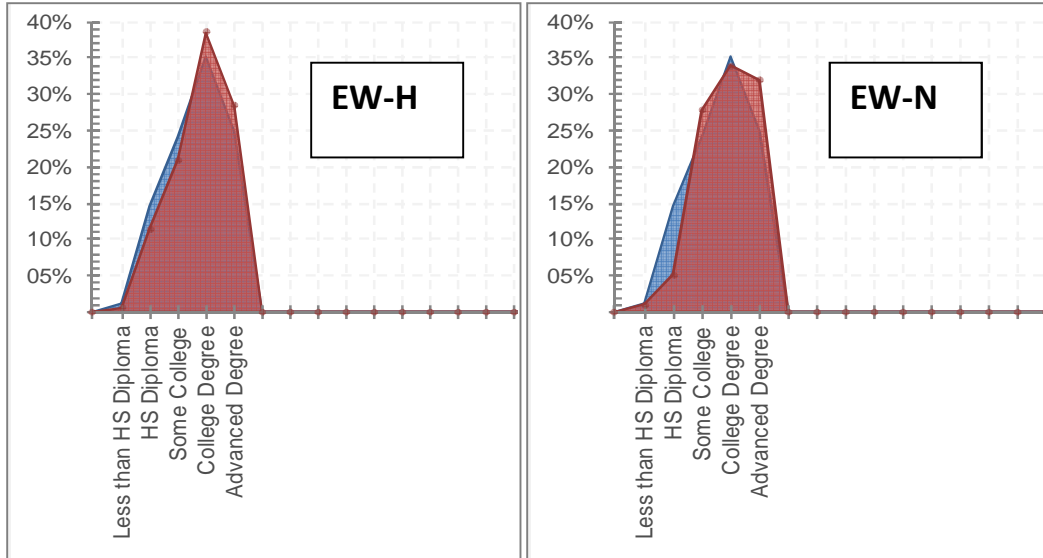 40%
35%
30%
25%
20%
15%
10%
05%
EW-H
Less than HS Diploma
HS Diploma
Some College
College Degree
Advanced Degree
40%
35%
30%
25%
20%
15%
10%
05%
EW-N
Less than HS Diploma
HS Diploma
Some College
College Degree
Advanced Degree